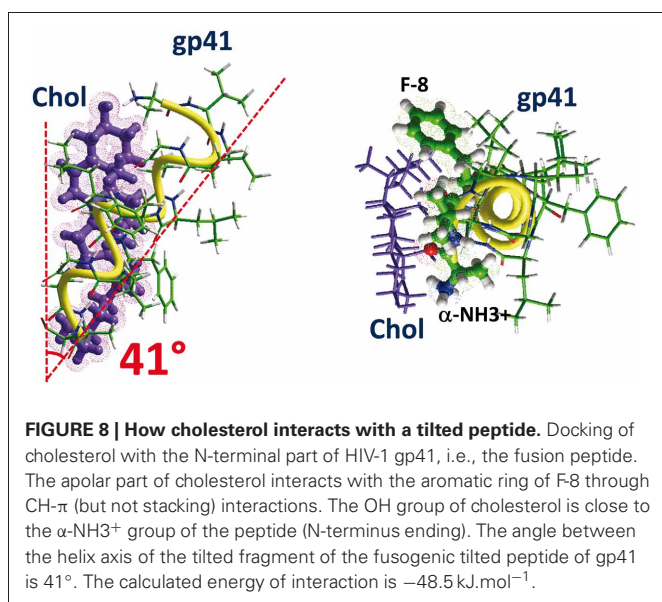 gp41
Chol
41°
F-8
gp41
α-NH3+
Chol
FIGURE 8 | How cholesterol interacts with a tilted peptide. Docking of
cholesterol with the N-terminal part of HIV-1 gp41, i.e., the fusion peptide.
The apolar part of cholesterol interacts with the aromatic ring of F-8 through
CH-π (but not stacking) interactions. The OH group of cholesterol is close to
the α-NH3⁺ group of the peptide (N-terminus ending). The angle between
the helix axis of the tilted fragment of the fusogenic tilted peptide of gp41
is 41°. The calculated energy of interaction is −48.5 kJ.mol⁻¹.